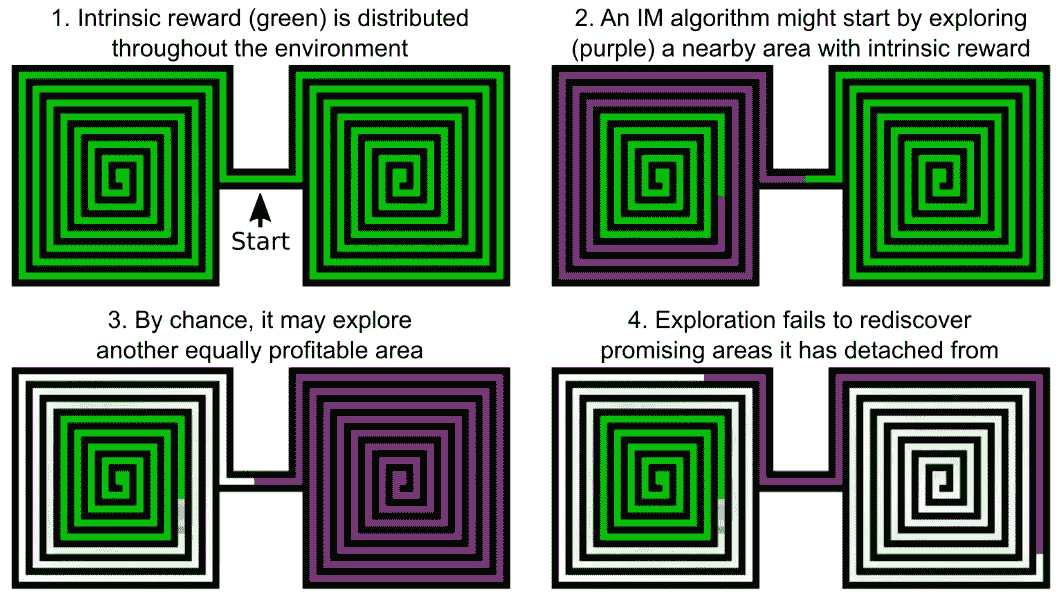 1. Intrinsic reward (green) is distributed
throughout the environment
2. An IM algorithm might start by exploring
(purple) a nearby area with intrinsic reward
Start
3. By chance, it may explore
another equally profitable area
4. Exploration fails to rediscover
promising areas it has detached from